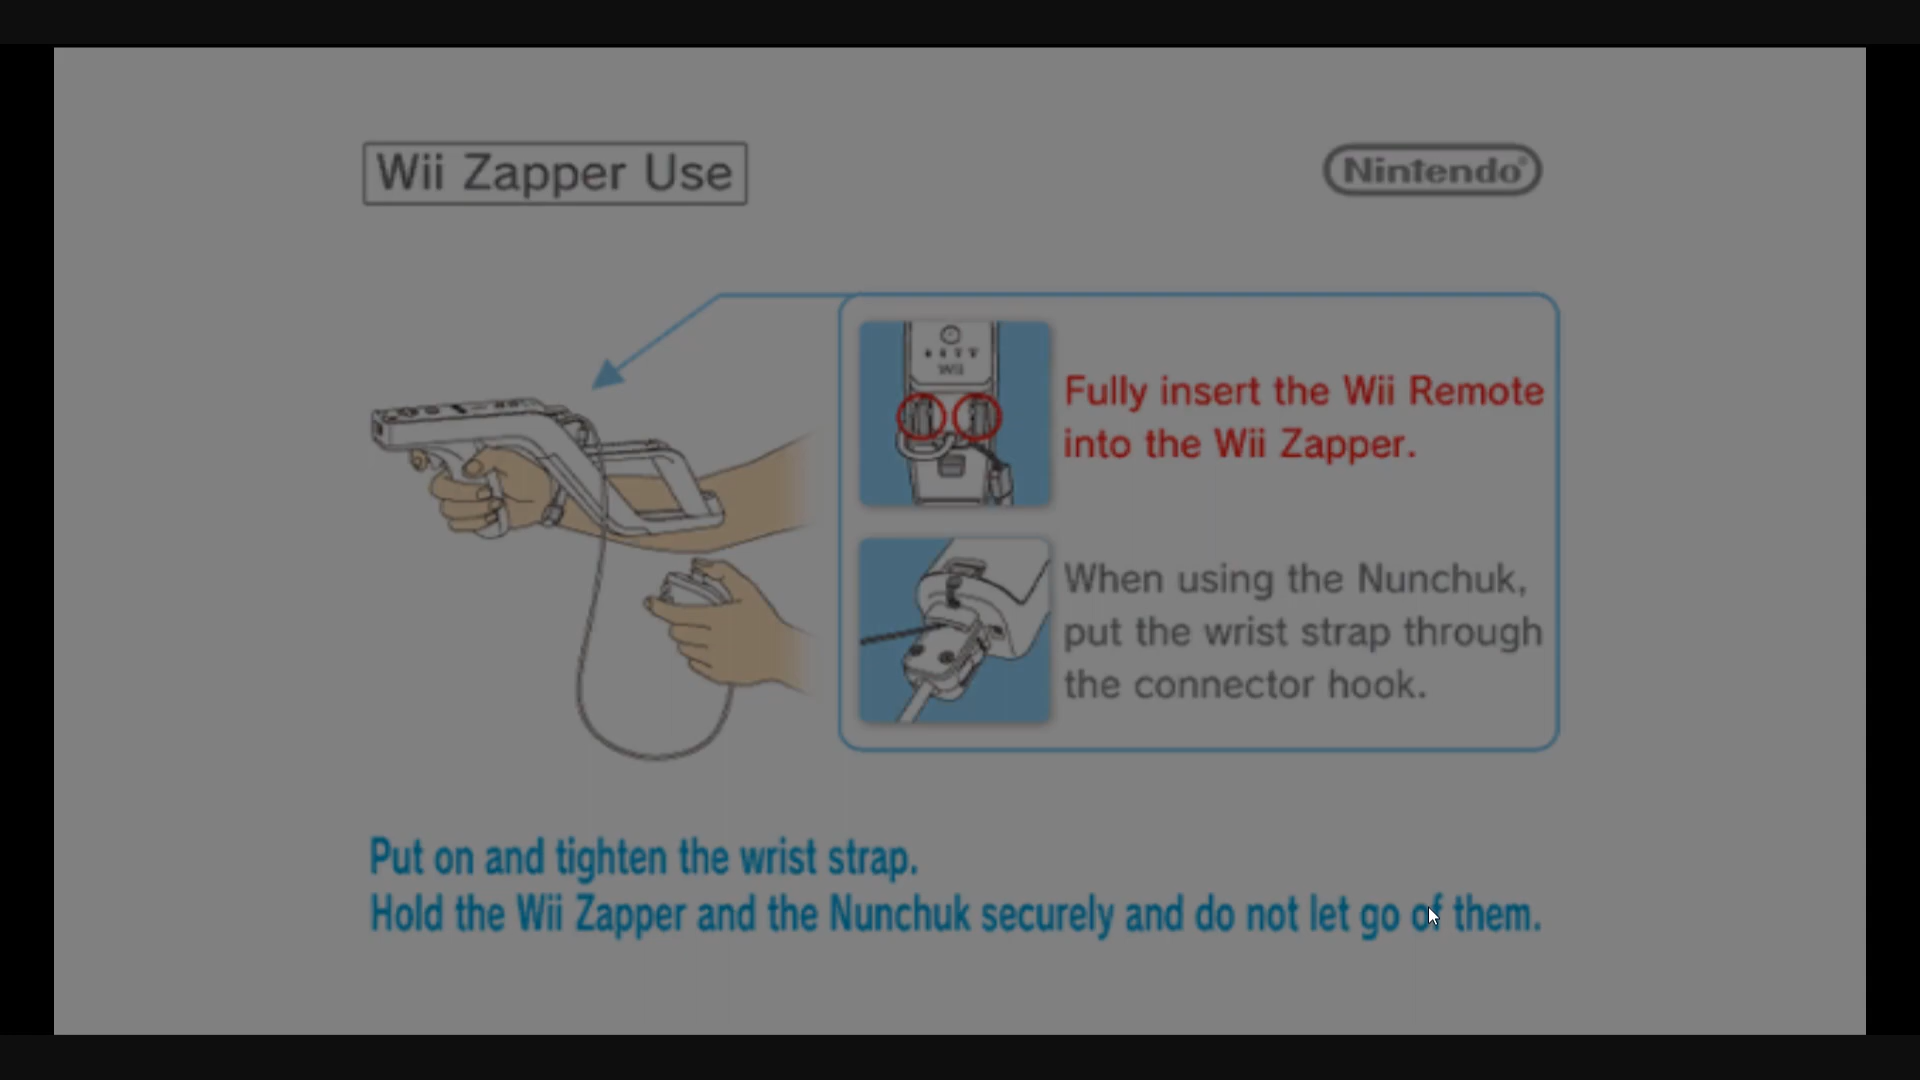 Wii Zapper Use
Nintendo®
Wii
Fully insert the Wii Remote
into the Wii Zapper.
When using the Nunchuk,
put the wrist strap through
the connector hook.
Put on and tighten the wrist strap.
Hold the Wii Zapper and the Nunchuk securely and do not let go of them.